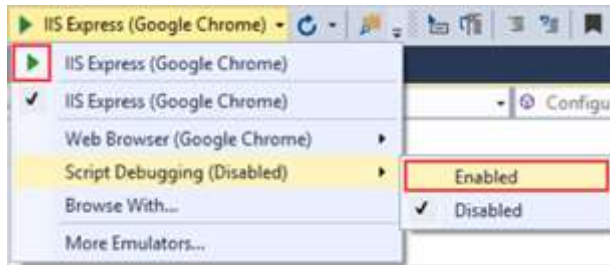 IIS Express (Google Chrome)
IIS Express (Google Chrome)
IIS Express (Google Chrome)
Configu
Web Browser (Google Chrome)
Script Debugging (Disabled)
Enabled
Browse With...
Disabled
More Emulators...